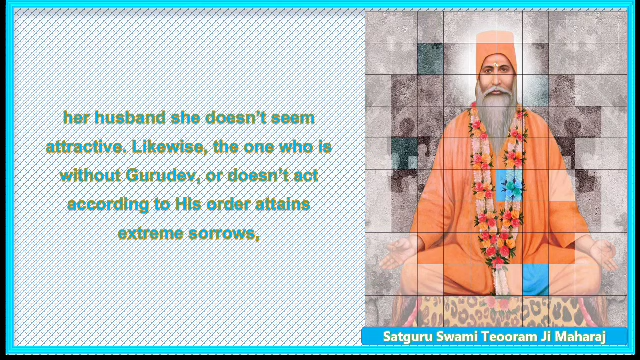 her husband she doesn't seem
attractive. Likewise, the one who is
without Gurudev, or doesn't act
according to His order attains
extreme sorrows,
Satguru Swami Teooram Ji Maharaj